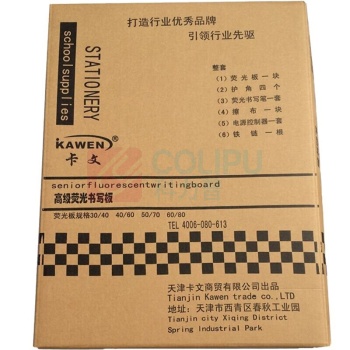 打造行业优秀品牌
引领行业先驱
schoolsupplies
STATIONERY
整套
(1) 荧光板一块
(2) 护角四个
(3) 荧光书写笔一套
(4) 擦布一块
(5) 电源控制器一套
(6) 铁链一根
KAWEN
卡文
COLIPU
seniorfluorescentwritingboard
高级荧光书写板
荧光板规格30/40 40/60 50/70 60/80
TEL 4006-080-613
天津卡文商贸有限公司出品
Tianjin Kawen trade co.,LTD
地址：天津市西青区春秋工业园
Tianjin city Xiqing District
Spring Industrial Park